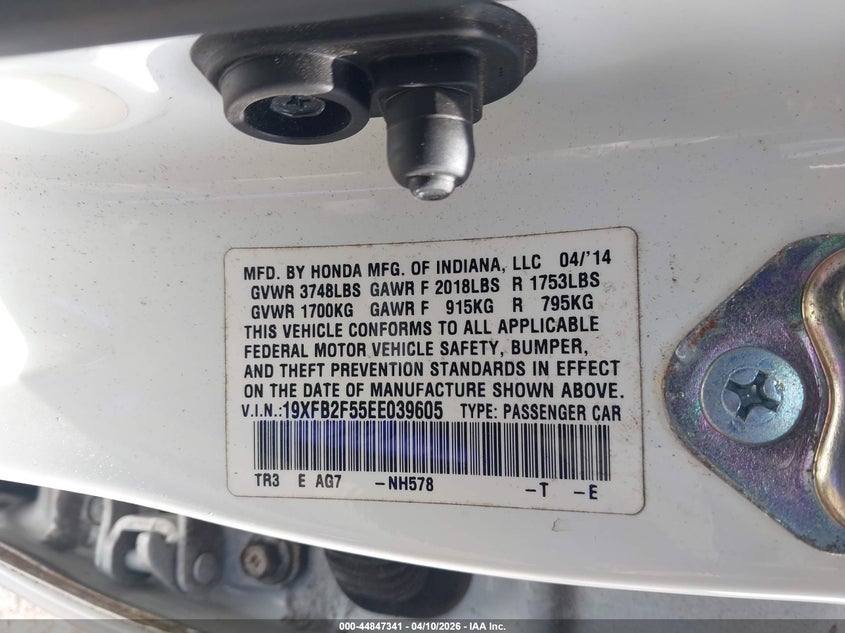 MFD. BY HONDA MFG. OF INDIANA, LLC 04/'14
GVWR 3748LBS GAWR F 2018LBS R 1753LBS
GVWR 1700KG GAWR F 915KG R 795KG
THIS VEHICLE CONFORMS TO ALL APPLICABLE
FEDERAL MOTOR VEHICLE SAFETY, BUMPER,
AND THEFT PREVENTION STANDARDS IN EFFECT
ON THE DATE OF MANUFACTURE SHOWN ABOVE.
V.I.N.:19XFB2F55EE039605 TYPE: PASSENGER CAR
TR3 E AG7 -NH578 -T -E
000-44847341 - 04/10/2026 - IAA Inc.